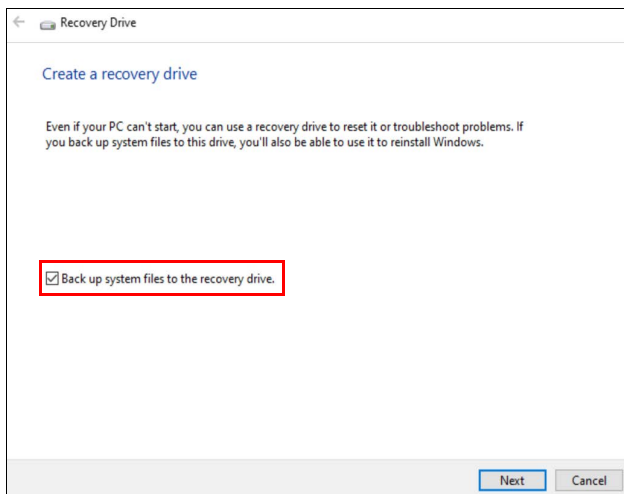 Recovery Drive
Create a recovery drive
Even if your PC can't start, you can use a recovery drive to reset it or troubleshoot problems. If
you back up system files to this drive, you'll also be able to use it to reinstall Windows.
Back up system files to the recovery drive.
Next
Cancel